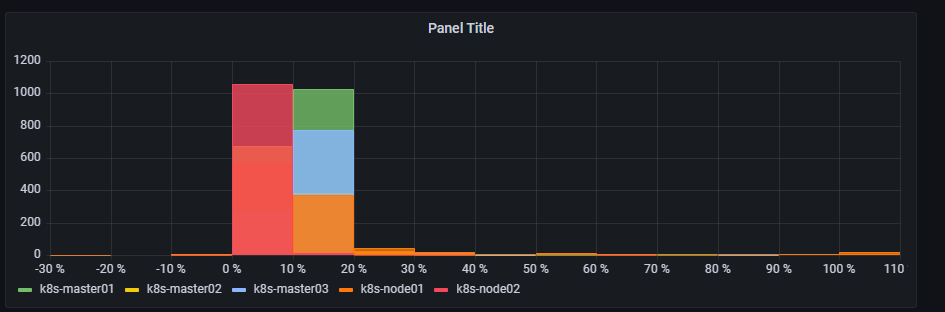 Panel Title
1200
1000
800
600
400
200
0
-30 % -20 % -10 % 0 % 10 % 20 % 30 % 40 % 50 % 60 % 70 % 80 % 90 % 100 % 110
k8s-master01 k8s-master02 k8s-master03 k8s-node01 k8s-node02